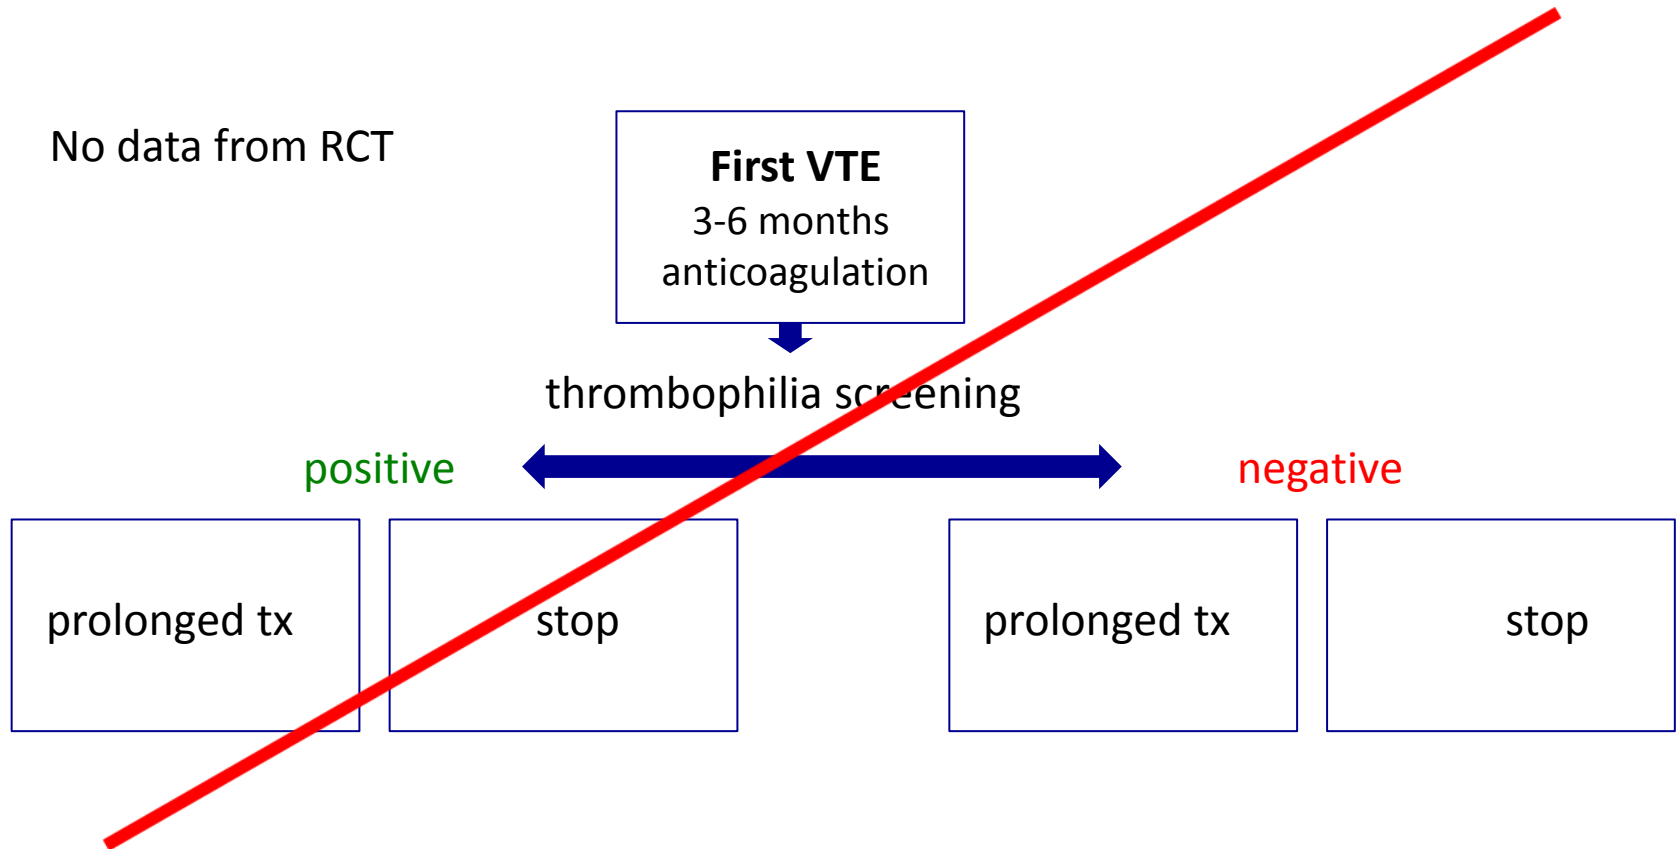 No data from RCT
First VTE
3-6 months
anticoagulation
thrombophilia screening
positive
negative
prolonged tx
stop
prolonged tx
stop